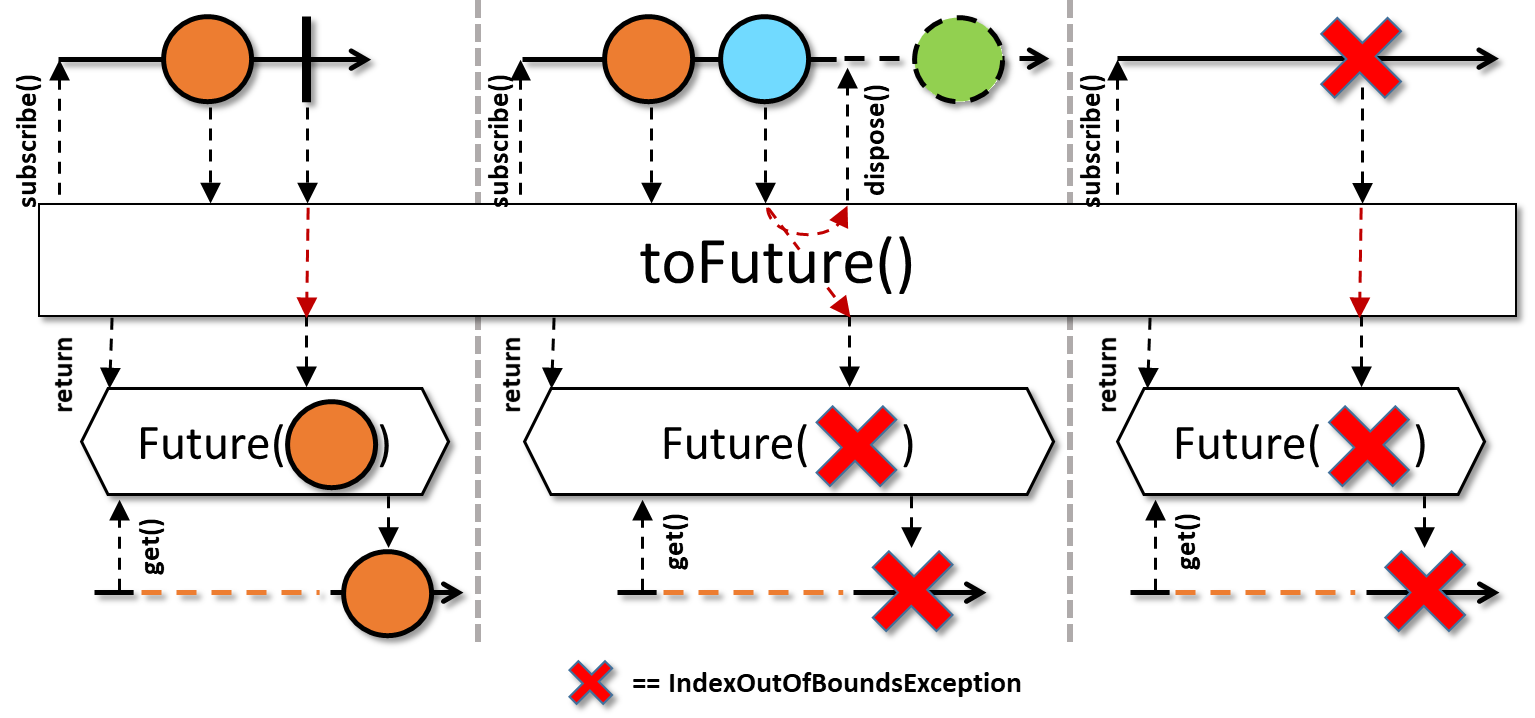 subscribe()
subscribe()
dispose()
subscribe()
toFuture()
return
return
return
Future( )
Future( )
Future( )
get()
get()
get()
== IndexOutOfBoundsException